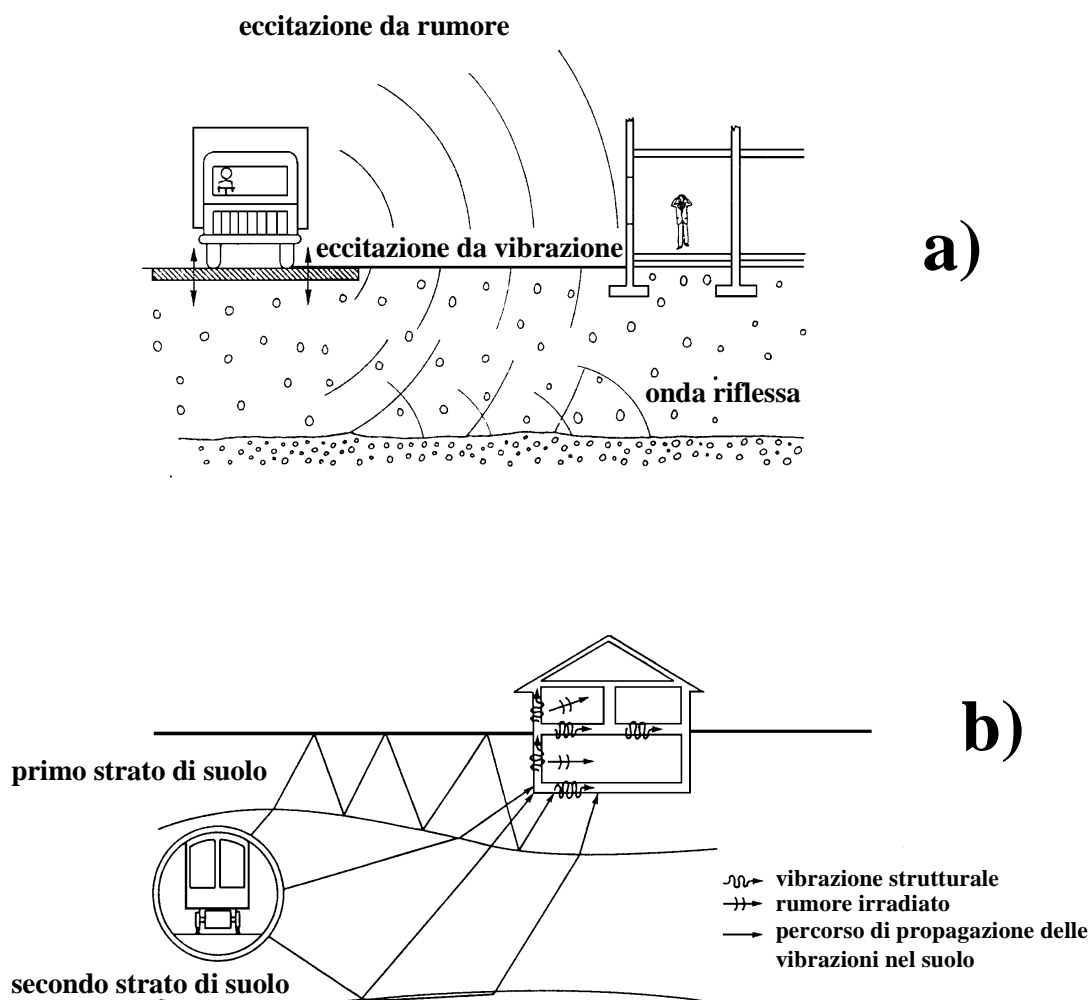 eccitazione da rumore
eccitazione da vibrazione
a)
onda riflessa
b)
primo strato di suolo
vibrazione strutturale
rumore irradiato
percorso di propagazione delle
vibrazioni nel suolo
secondo strato di suolo